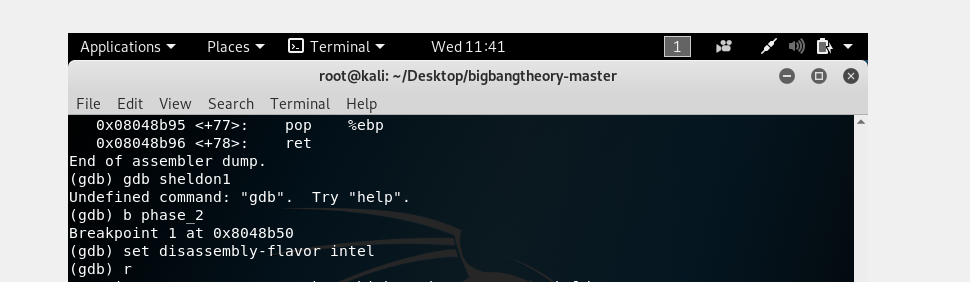 Applications Places Terminal Wed 11:41 1
root@kali: ~/Desktop/bigbangtheory-master
File Edit View Search Terminal Help
0x08048b95 <+77>: pop %ebp
0x08048b96 <+78>: ret
End of assembler dump.
(gdb) gdb sheldon1
Undefined command: "gdb". Try "help".
(gdb) b phase_2
Breakpoint 1 at 0x8048b50
(gdb) set disassembly-flavor intel
(gdb) r